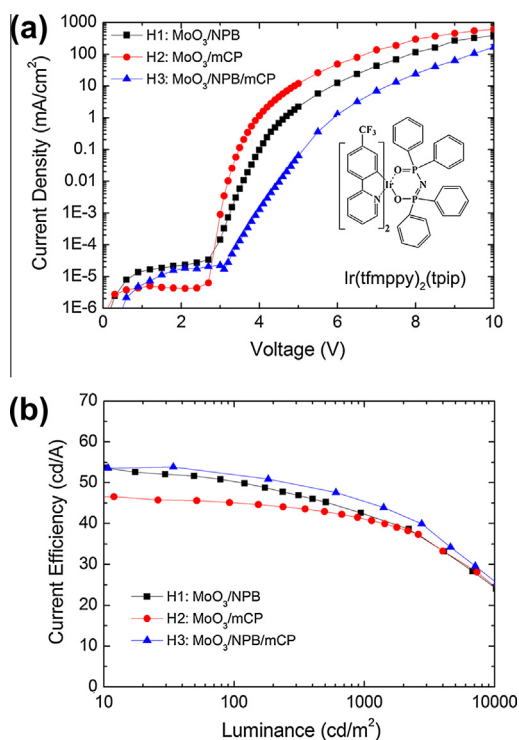 (a)
1000
100
10
1
0.1
0.01
1E-3
1E-4
1E-5
1E-6
Current Density (mA/cm²)
H1: MoO₃/NPB
H2: MoO₃/mCP
H3: MoO₃/NPB/mCP
CF₃
Ir
N
O
O
P
P
N
2
Ir(tfmppy)₂(tpip)
0 2 4 6 8 10
Voltage (V)
(b)
70
60
50
40
30
20
10
0
Current Efficiency (cd/A)
H1: MoO₃/NPB
H2: MoO₃/mCP
H3: MoO₃/NPB/mCP
10 100 1000 10000
Luminance (cd/m²)